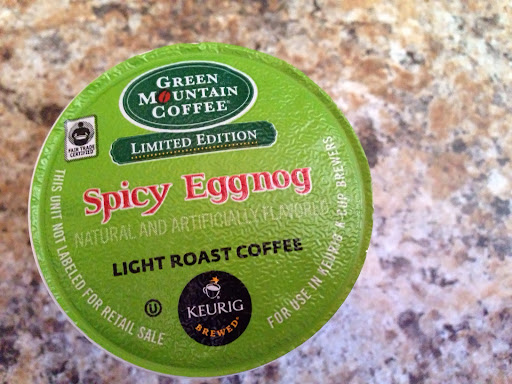 GREEN
MOUNTAIN
COFFEE
LIMITED EDITION
FAIR TRADE
CERTIFIED
Spicy Eggnog
NATURAL AND ARTIFICIALLY FLAVORED
LIGHT ROAST COFFEE
U
KEURIG
BREWED
THIS UNIT NOT LABELED FOR RETAIL SALE
FOR USE IN KEURIG K-CUP BREWERS